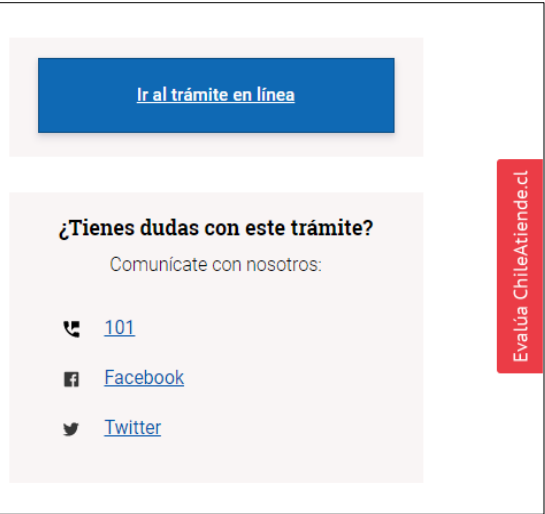 Ir al trámite en línea
¿Tienes dudas con este trámite?
Comunícate con nosotros:
101
Facebook
Twitter
Evalúa ChileAtiende.cl